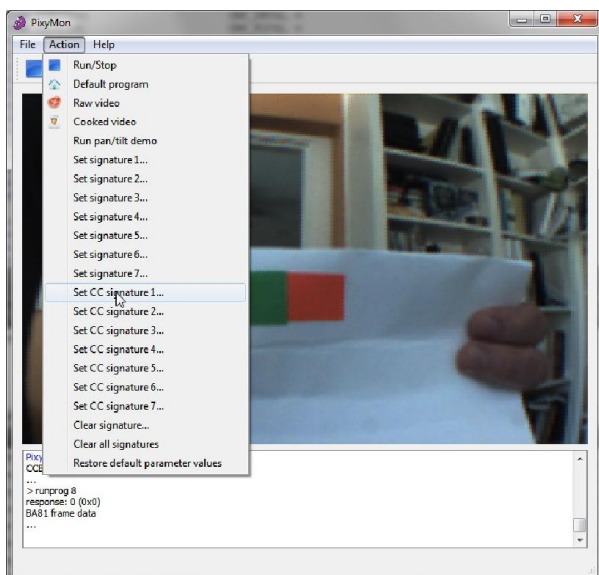 PixyMon
File Action Help
Run/Stop
Default program
Raw video
Cooked video
Run pan/tilt demo
Set signature 1...
Set signature 2...
Set signature 3...
Set signature 4...
Set signature 5...
Set signature 6...
Set signature 7...
Set CC signature 1...
Set CC signature 2...
Set CC signature 3...
Set CC signature 4...
Set CC signature 5...
Set CC signature 6...
Set CC signature 7...
Clear signature...
Clear all signatures
Restore default parameter values
...
> runprog 8
response: 0 (0x0)
BA81 frame data
...